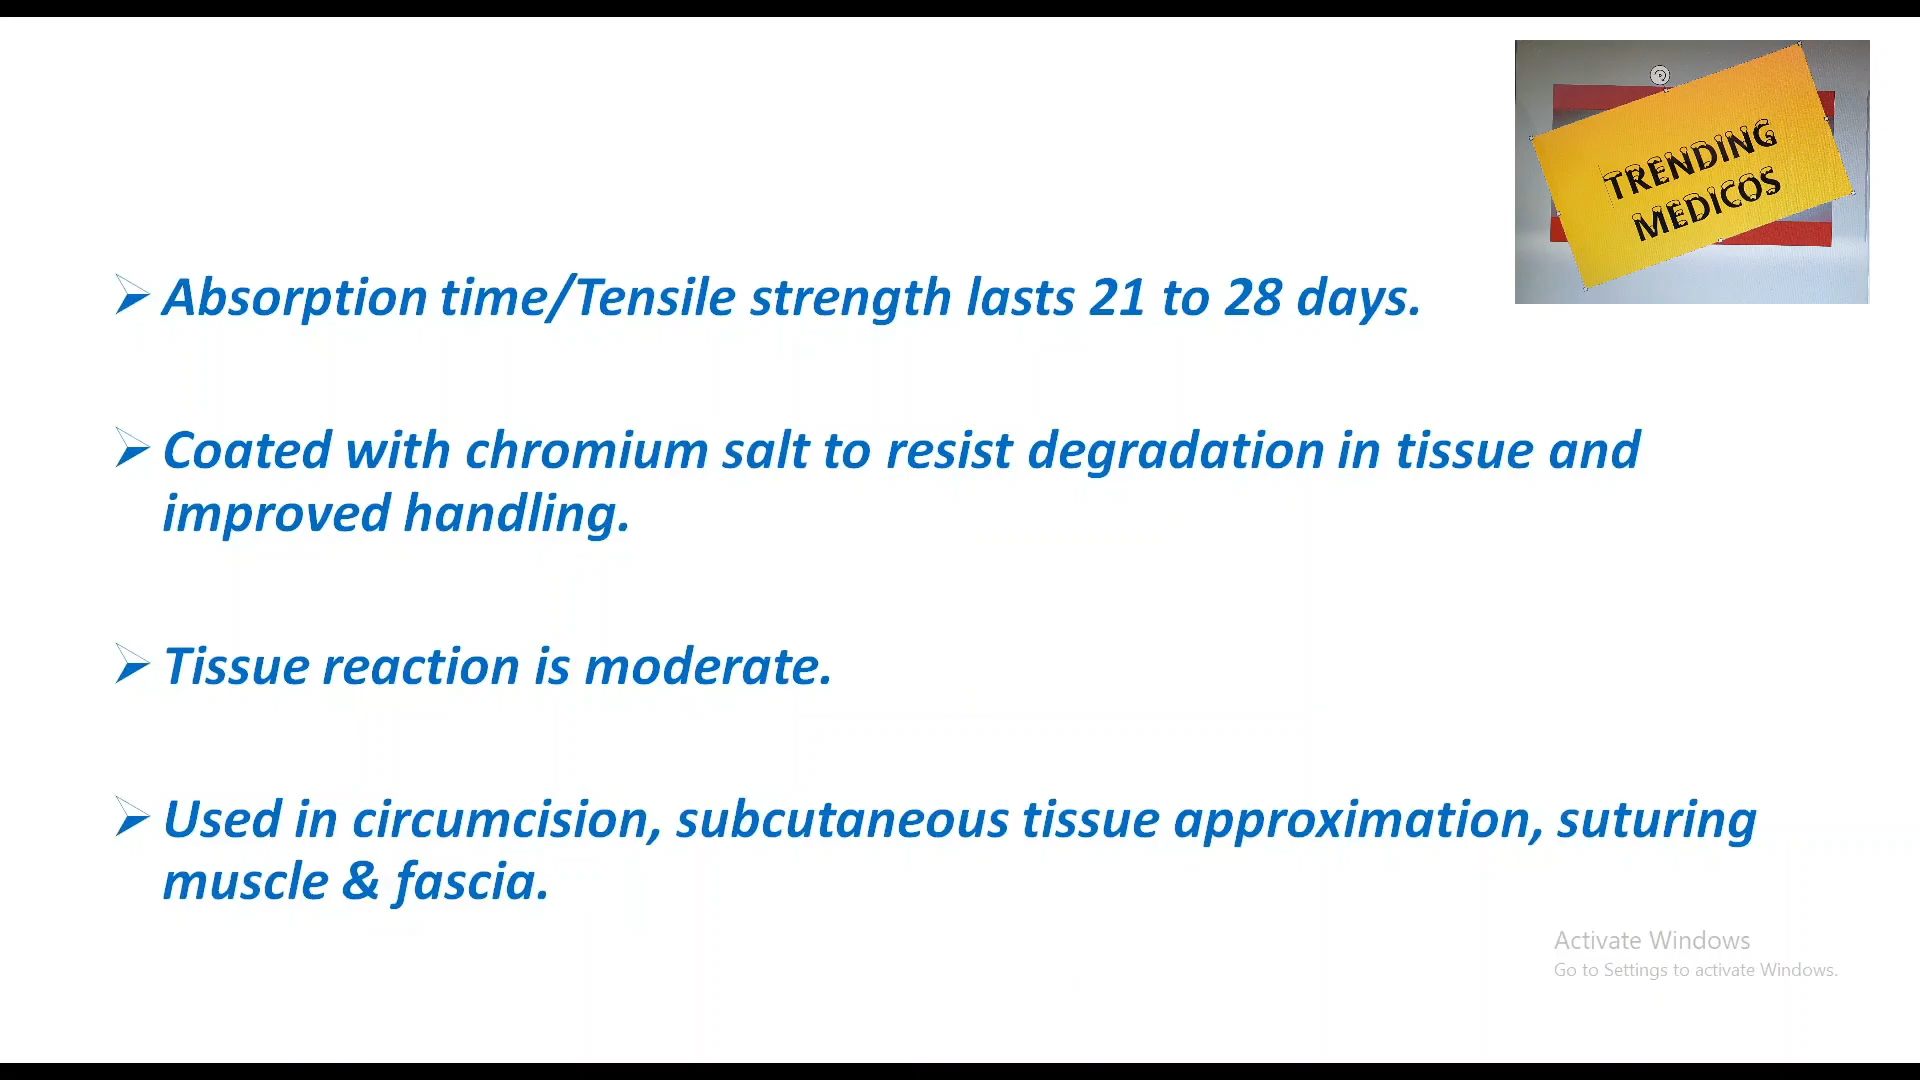 TRENDING
MEDICOS
Absorption time/Tensile strength lasts 21 to 28 days.
Coated with chromium salt to resist degradation in tissue and
improved handling.
Tissue reaction is moderate.
Used in circumcision, subcutaneous tissue approximation, suturing
muscle & fascia.
Activate Windows
Go to Settings to activate Windows.